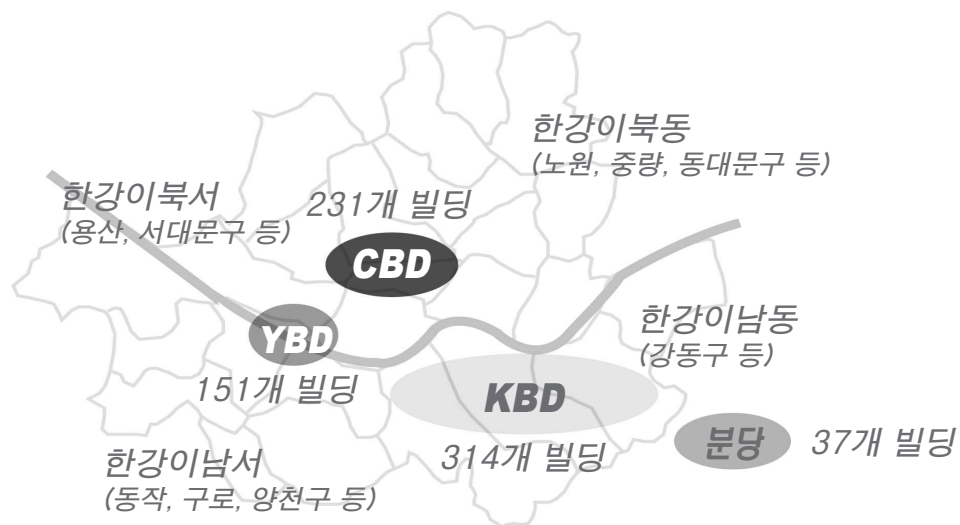 한강이북동
(노원, 중량, 동대문구 등)
한강이북서
(용산, 서대문구 등)
231개 빌딩
CBD
YBD
151개 빌딩
한강이남동
(강동구 등)
KBD
314개 빌딩
분당
37개 빌딩
한강이남서
(동작, 구로, 양천구 등)